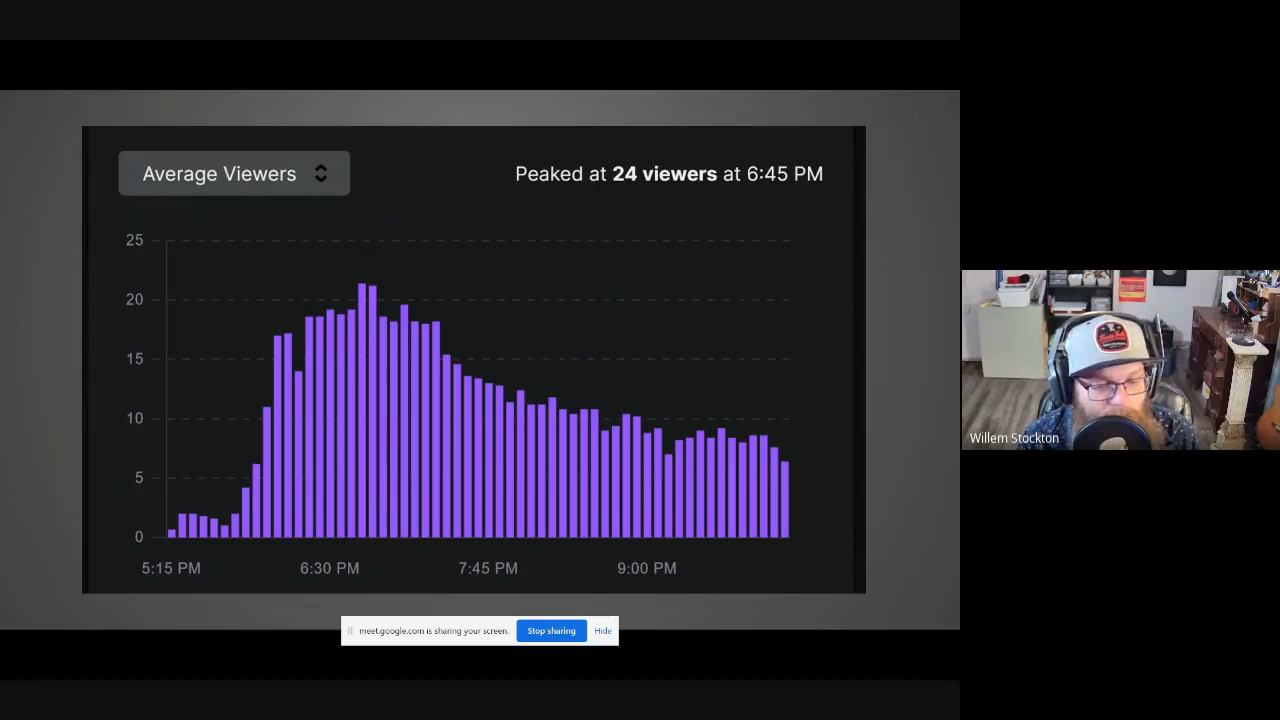 Average Viewers
Peaked at 24 viewers at 6:45 PM
25
20
15
10
5
0
5:15 PM
6:30 PM
7:45 PM
9:00 PM
Willem Stockton
meet.google.com is sharing your screen.
Stop sharing
Hide